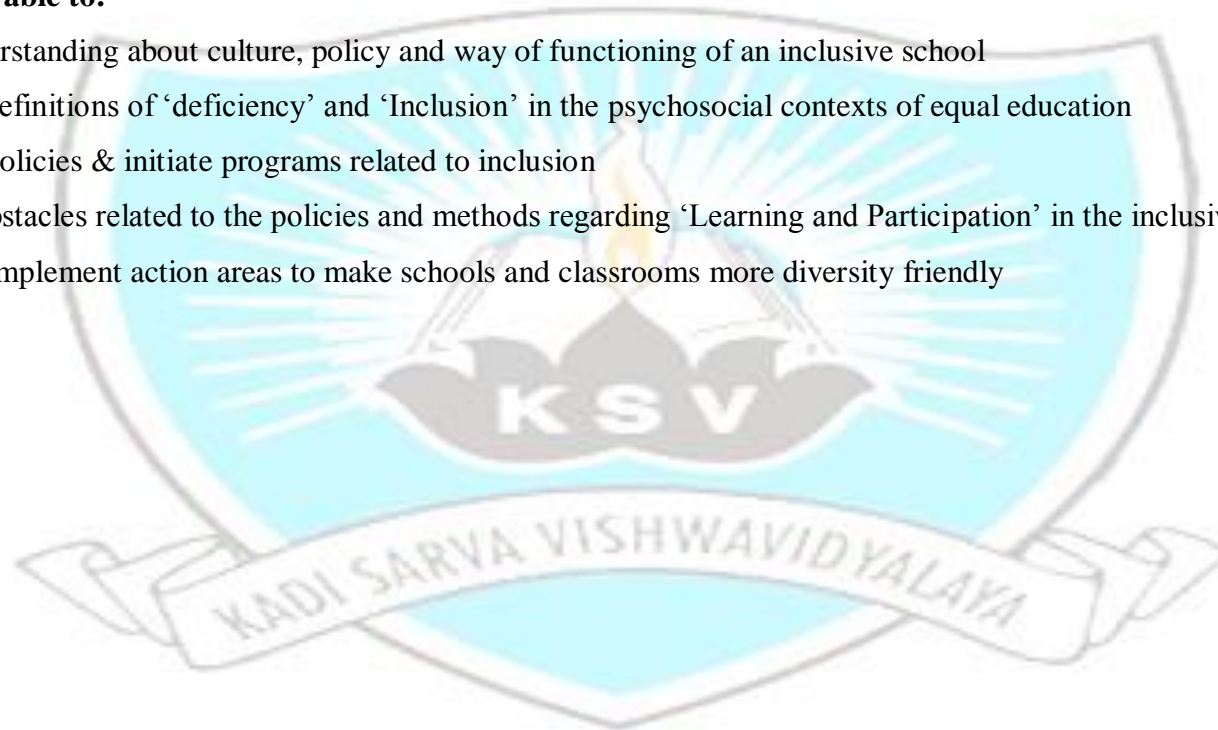 able to:
rstanding about culture, policy and way of functioning of an inclusive school
efinitions of ‘deficiency’ and ‘Inclusion’ in the psychosocial contexts of equal education
olicies & initiate programs related to inclusion
bstacles related to the policies and methods regarding ‘Learning and Participation’ in the inclusiv
mplement action areas to make schools and classrooms more diversity friendly
KSV
KADI SARVA VISHWAVIDYALAYA